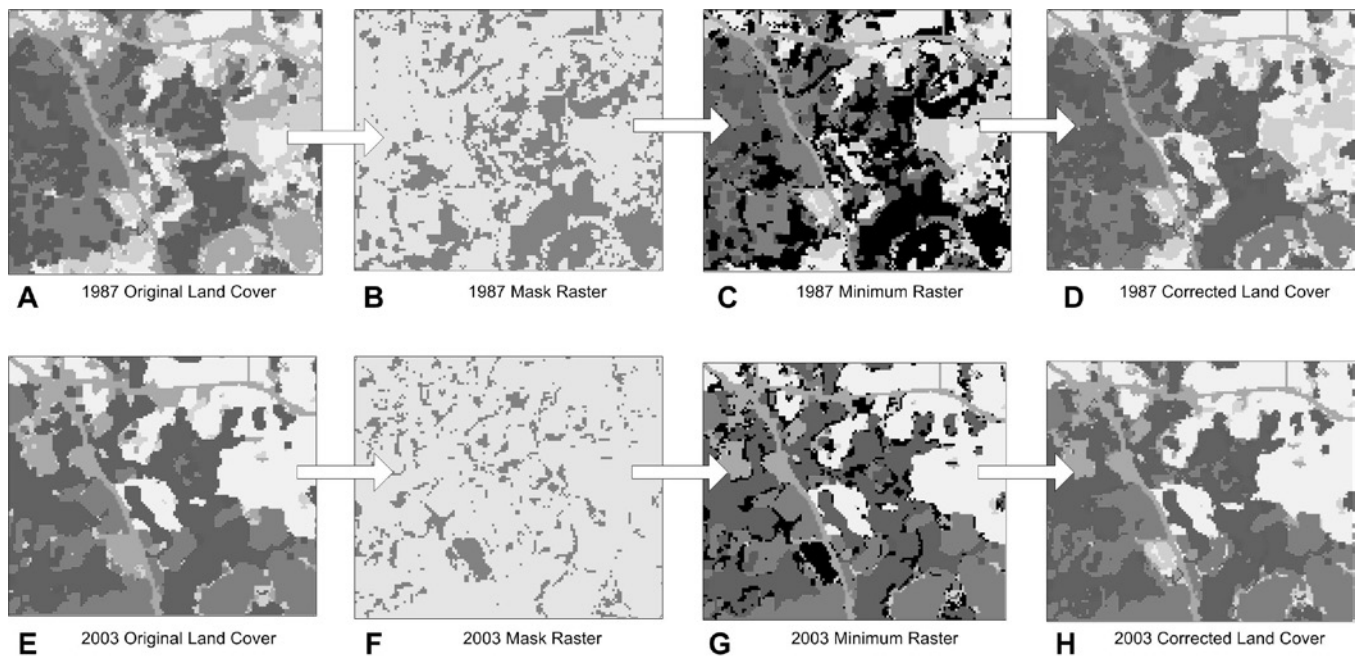 A 1987 Original Land Cover
B 1987 Mask Raster
C 1987 Minimum Raster
D 1987 Corrected Land Cover
E 2003 Original Land Cover
F 2003 Mask Raster
G 2003 Minimum Raster
H 2003 Corrected Land Cover